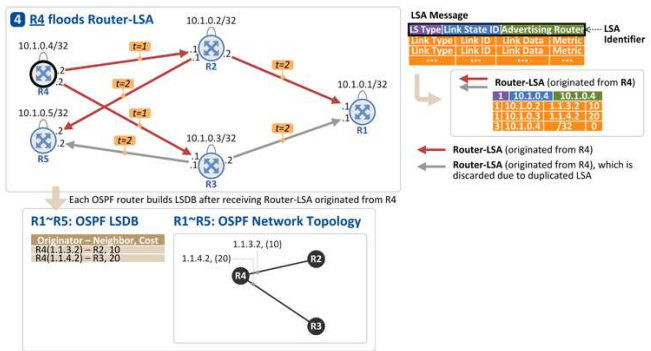 4 R4 floods Router-LSA
10.1.0.2/32
10.1.0.4/32
t=1
.2
.1
R2
.2
t=2
t=2
.2
R4
.2
10.1.0.1/32
10.1.0.5/32
t=1
.1
.1
R1
10.1.0.3/32
t=2
.2
.2
R5
t=2
.1
.1
.2
R3
Each OSPF router builds LSDB after receiving Router-LSA originated from R4
R1~R5: OSPF LSDB
Originator – Neighbor, Cost
R4(1.1.3.2) – R2, 10
R4(1.1.4.2) – R3, 20
R1~R5: OSPF Network Topology
1.1.3.2, (10)
1.1.4.2, (20)
R2
R4
R3
LSA Message
LS Type Link State ID Advertising Router
LSA Identifier
Link Type Link ID Link Data Metric
Link Type Link ID Link Data Metric
... ... ... ...
Router-LSA (originated from R4)
1 10.1.0.4 10.1.0.4
1 10.1.0.2 1.1.3.2 10
1 10.1.0.3 1.1.4.2 20
3 10.1.0.4 /32 0
Router-LSA (originated from R4)
Router-LSA (originated from R4), which is
discarded due to duplicated LSA